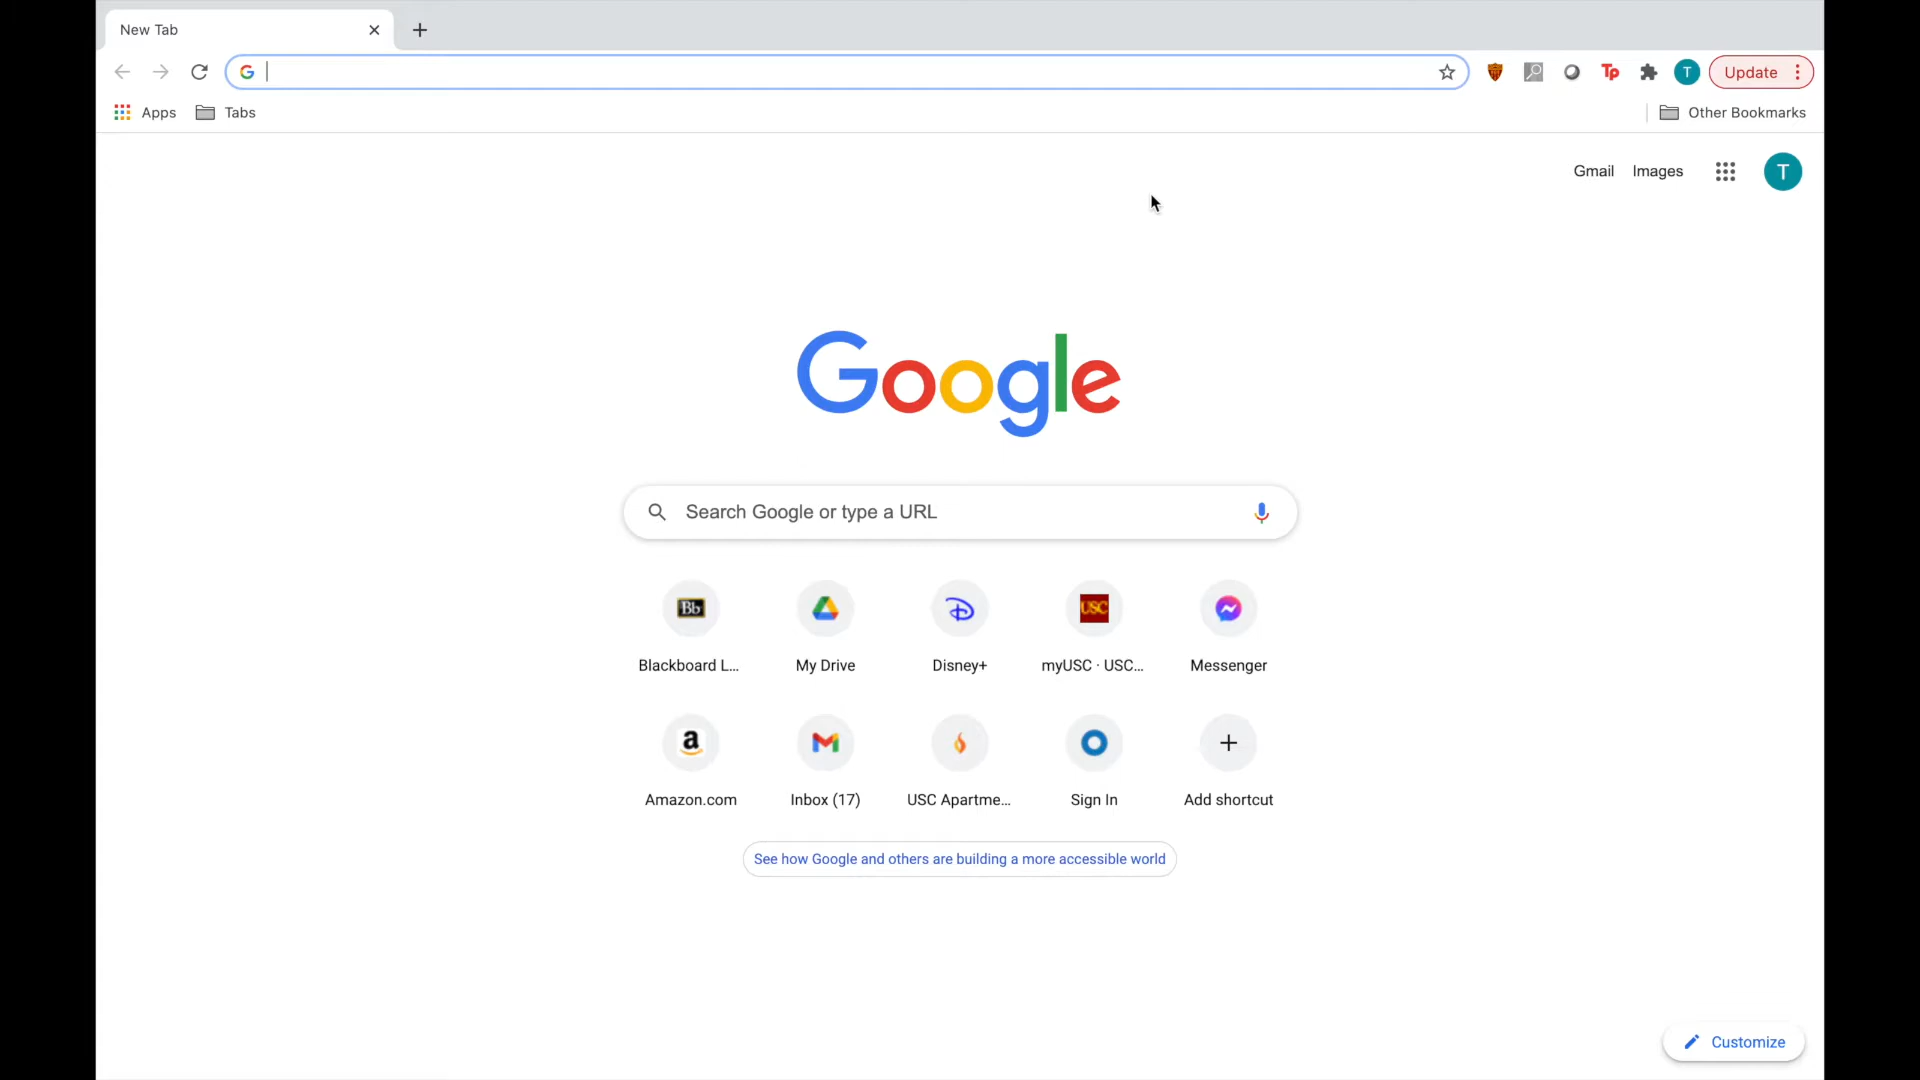 New Tab
Update
Apps
Tabs
Other Bookmarks
Gmail
Images
T
Google
Search Google or type a URL
Bb
USC
Blackboard L...
My Drive
Disney+
myUSC · USC...
Messenger
Amazon.com
Inbox (17)
USC Apartme...
Sign In
Add shortcut
See how Google and others are building a more accessible world
Customize